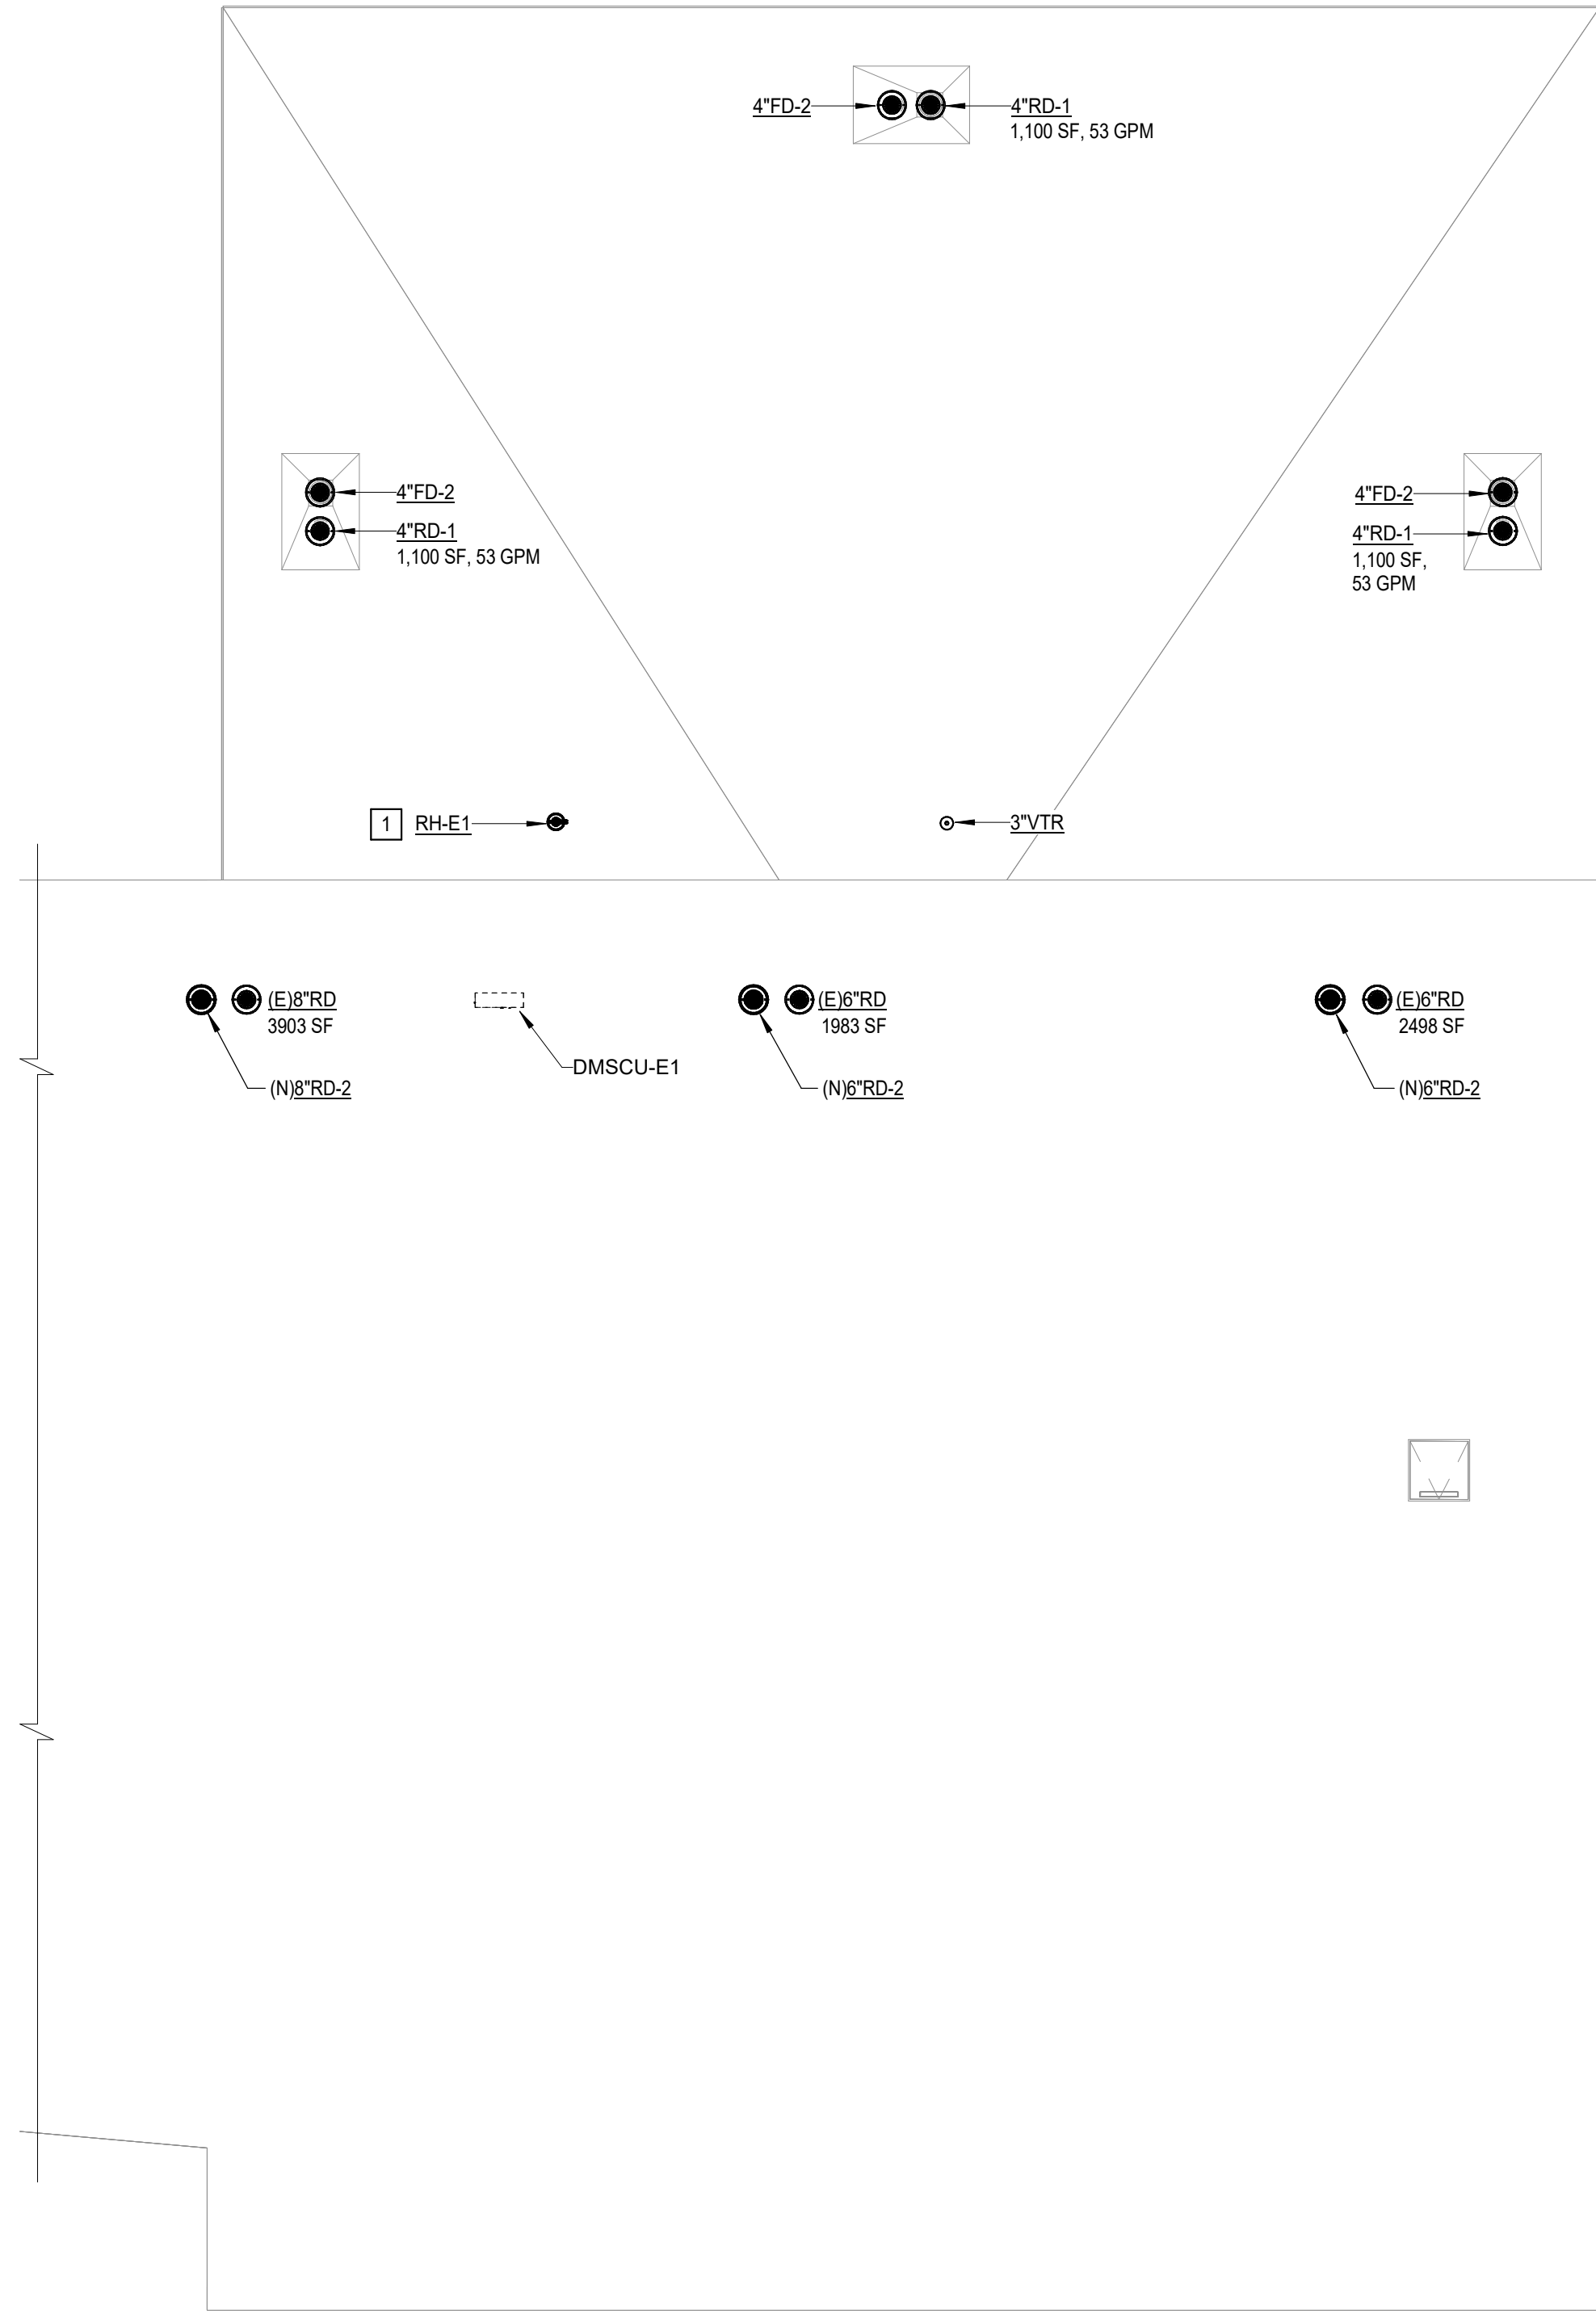 4"FD-2
4"RD-1
1,100 SF, 53 GPM
4"FD-2
4"RD-1
1,100 SF, 53 GPM
4"FD-2
4"RD-1
1,100 SF,
53 GPM
1 RH-E1
3"VTR
(E)8"RD
3903 SF
(N)8"RD-2
DMSCU-E1
(E)6"RD
1983 SF
(N)6"RD-2
(E)6"RD
2498 SF
(N)6"RD-2